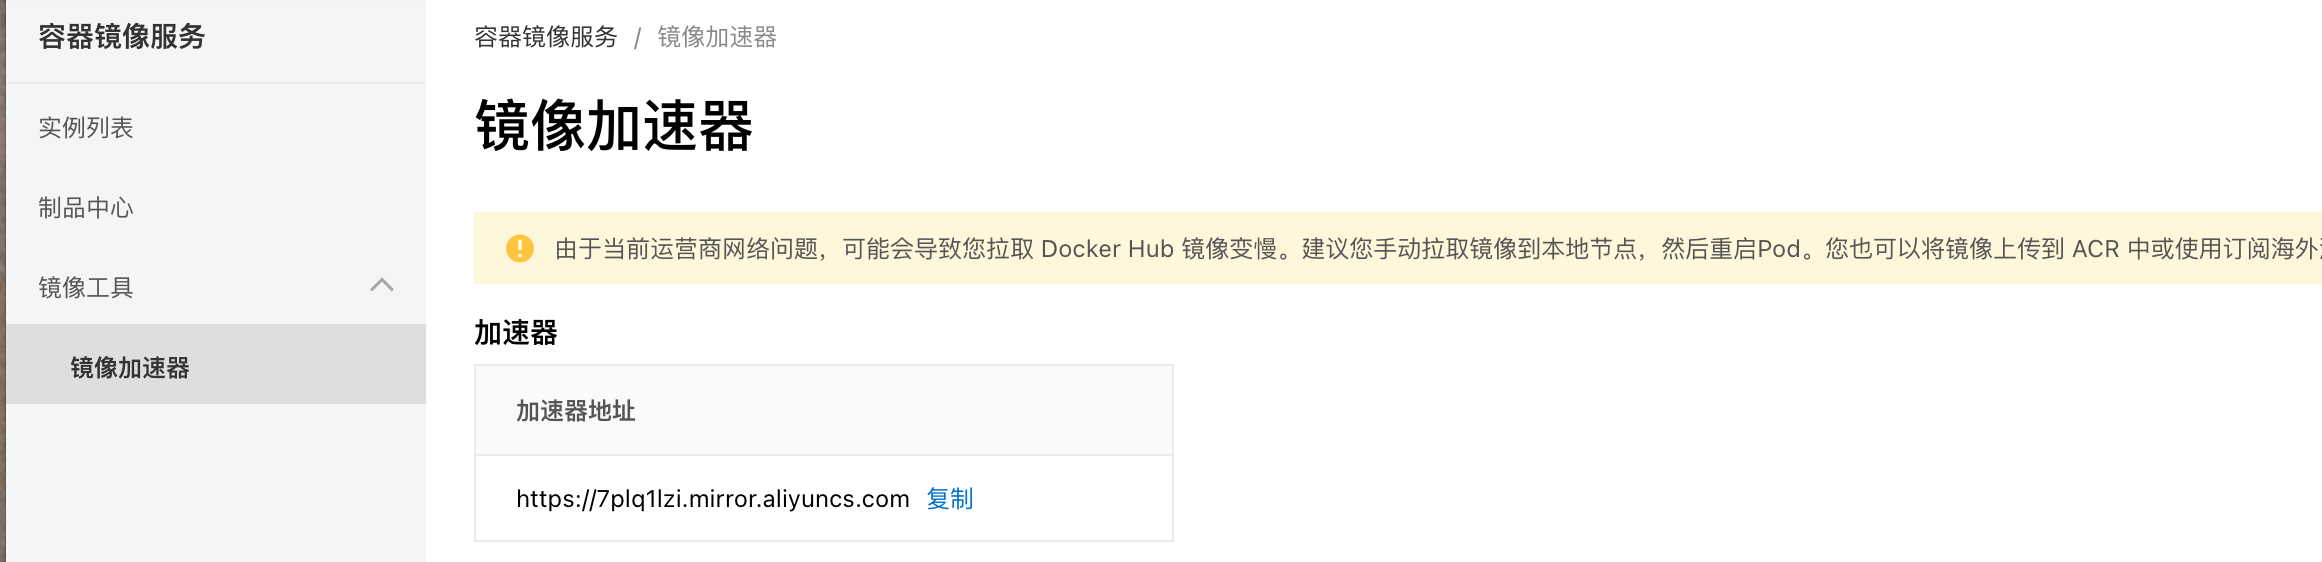 容器镜像服务
实例列表
制品中心
镜像工具
镜像加速器
容器镜像服务 / 镜像加速器
镜像加速器
由于当前运营商网络问题，可能会导致您拉取 Docker Hub 镜像变慢。建议您手动拉取镜像到本地节点，然后重启Pod。您也可以将镜像上传到 ACR 中或使用订阅海外
加速器
加速器地址
https://7plq1lzi.mirror.aliyuncs.com 复制